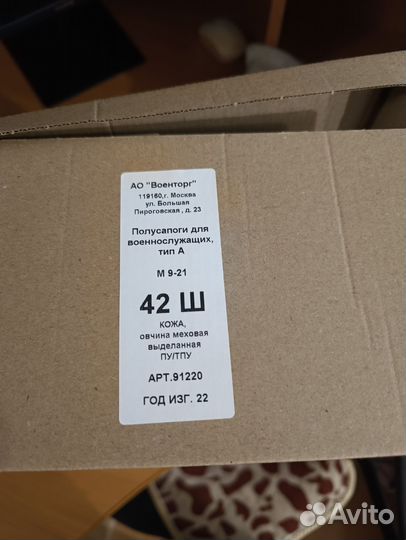 АО "Военторг"
119160,г. Москва
ул. Большая
Пироговская , д. 23
Полусапоги для
военнослужащих,
тип А
М 9-21
42 Ш
КОЖА,
овчина меховая
выделанная
ПУ/ТПУ
АРТ.91220
ГОД ИЗГ. 22
Avito